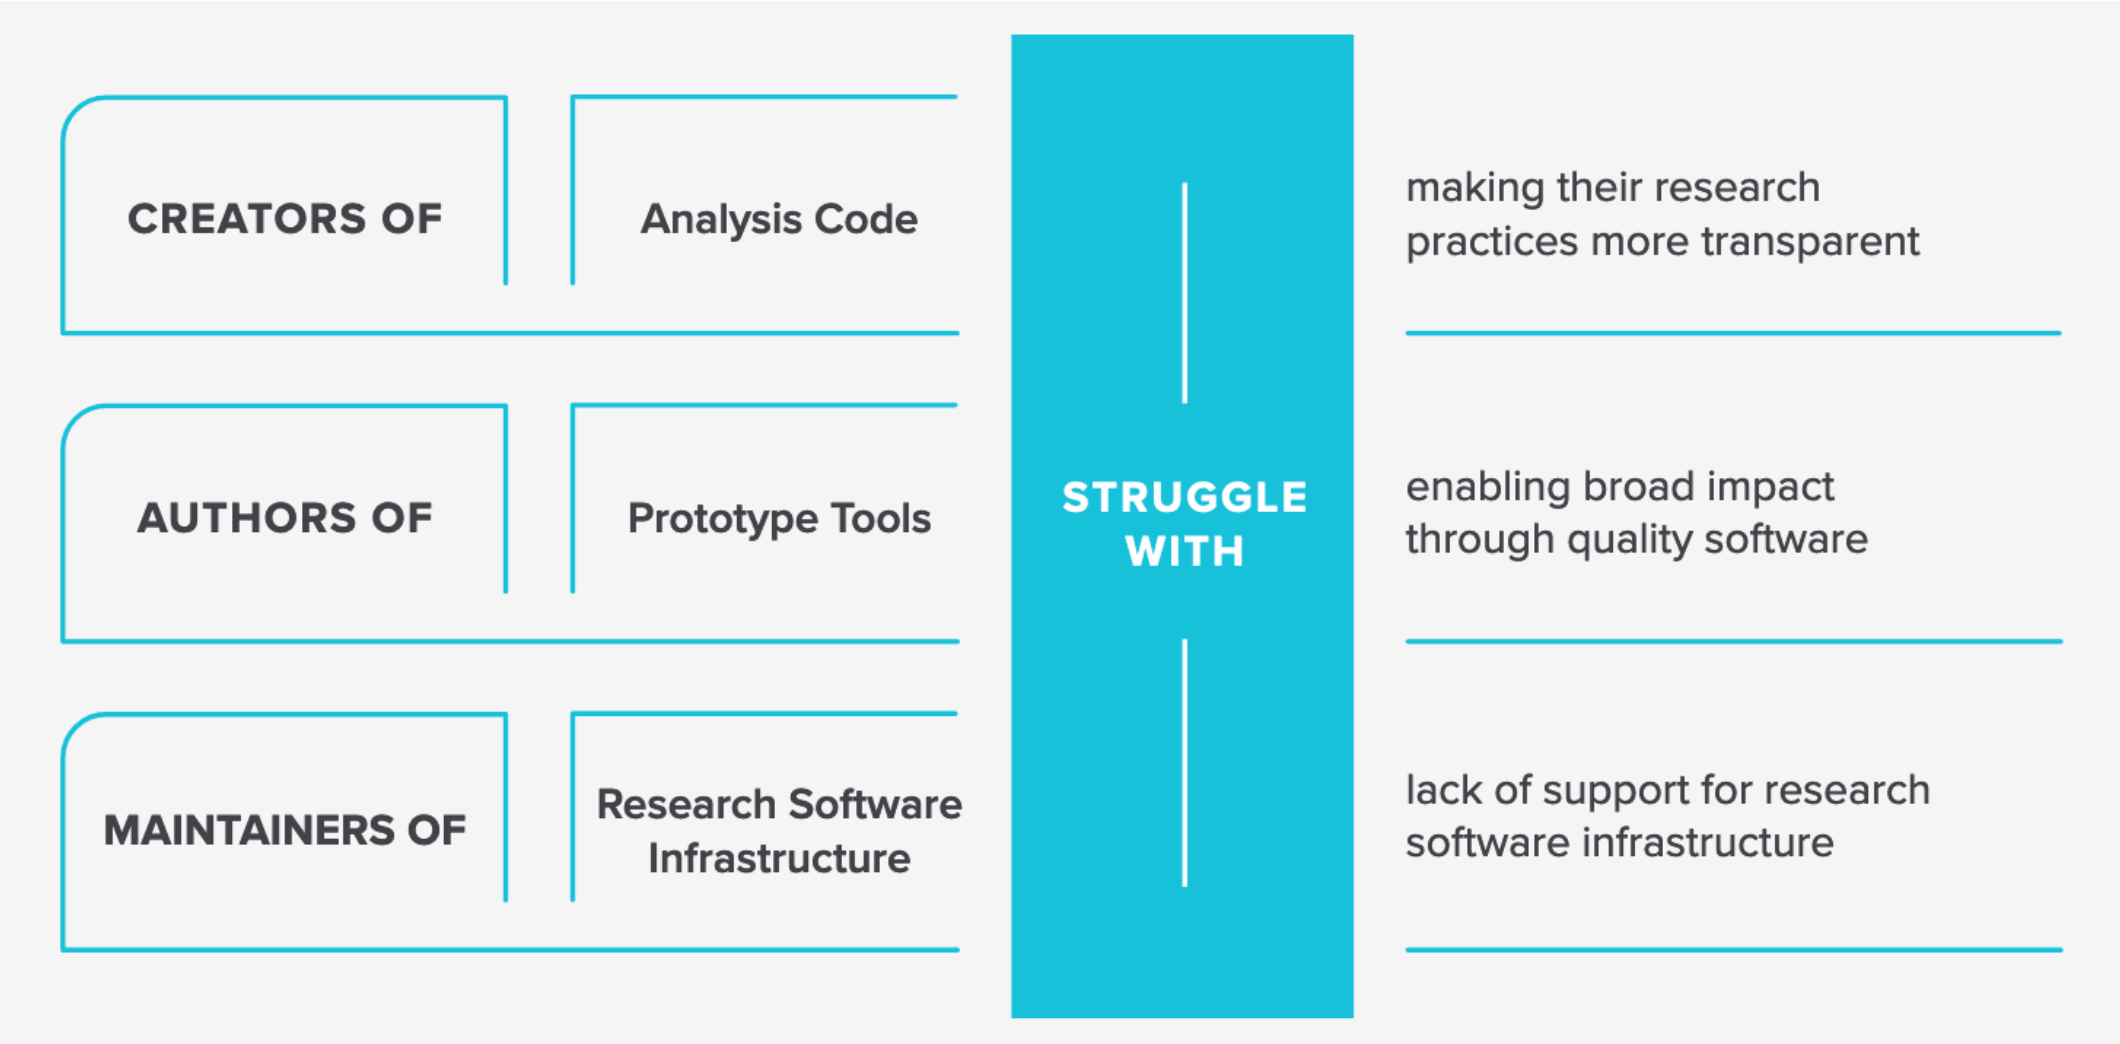 CREATORS OF
Analysis Code
making their research
practices more transparent
AUTHORS OF
Prototype Tools
STRUGGLE
WITH
enabling broad impact
through quality software
MAINTAINERS OF
Research Software
Infrastructure
lack of support for research
software infrastructure